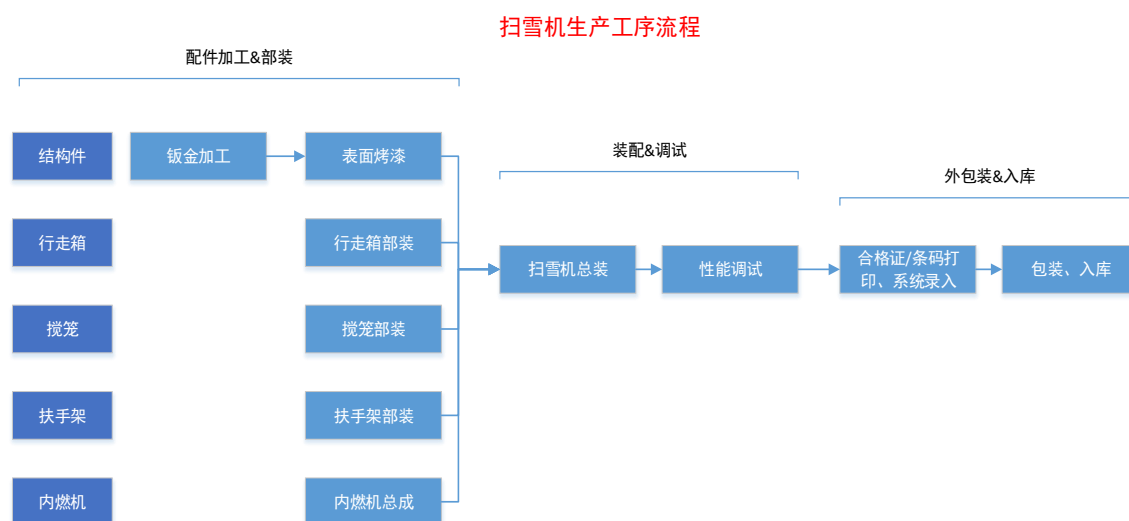 扫雪机生产工序流程
配件加工&部装
装配&调试
外包装&入库
结构件
钣金加工
表面烤漆
行走箱
行走箱部装
扫雪机总装
性能调试
合格证/条码打
印、系统录入
包装、入库
搅笼
搅笼部装
扶手架
扶手架部装
内燃机
内燃机总成